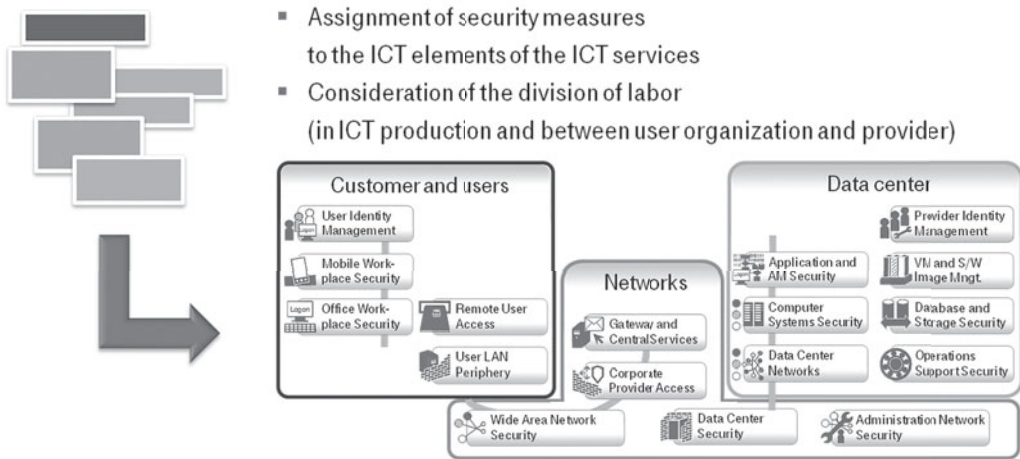 ▪ Assignment of security measures
to the ICT elements of the ICT services
▪ Consideration of the division of labor
(in ICT production and between user organization and provider)
Customer and users
User Identity
Management
Mobile Work-
place Security
Logon
Office Work-
place Security
Remote User
Access
User LAN
Periphery
Networks
Gateway and
Central Services
Corporate
Provider Access
Data center
Provider Identity
Management
Application and
AM Security
VM and S/W
Image Mngt.
Computer
Systems Security
Database and
Storage Security
Data Center
Networks
Operations
Support Security
Wide Area Network
Security
Data Center
Security
Administration Network
Security